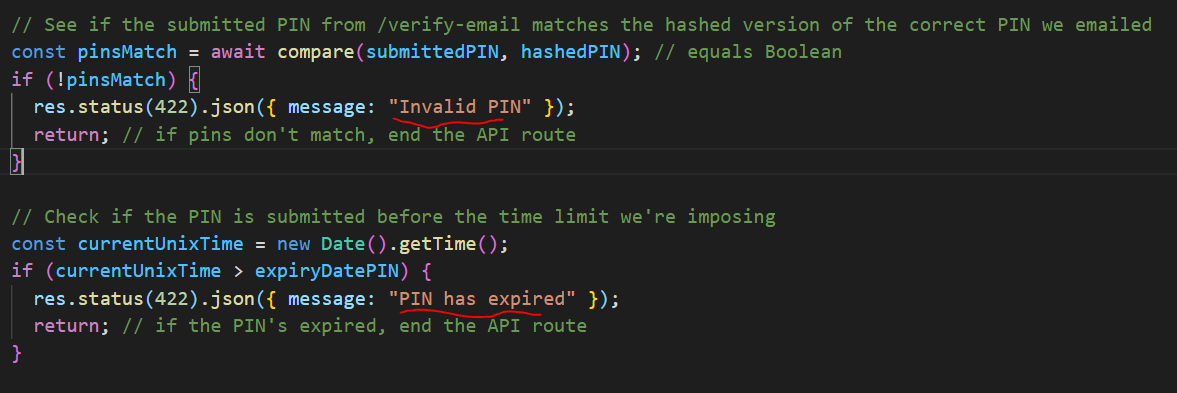 // See if the submitted PIN from /verify-email matches the hashed version of the correct PIN we emailed
const pinsMatch = await compare(submittedPIN, hashedPIN); // equals Boolean
if (!pinsMatch) {
  res.status(422).json({ message: "Invalid PIN" });
  return; // if pins don't match, end the API route
}
// Check if the PIN is submitted before the time limit we're imposing
const currentUnixTime = new Date().getTime();
if (currentUnixTime > expiryDatePIN) {
  res.status(422).json({ message: "PIN has expired" });
  return; // if the PIN's expired, end the API route
}